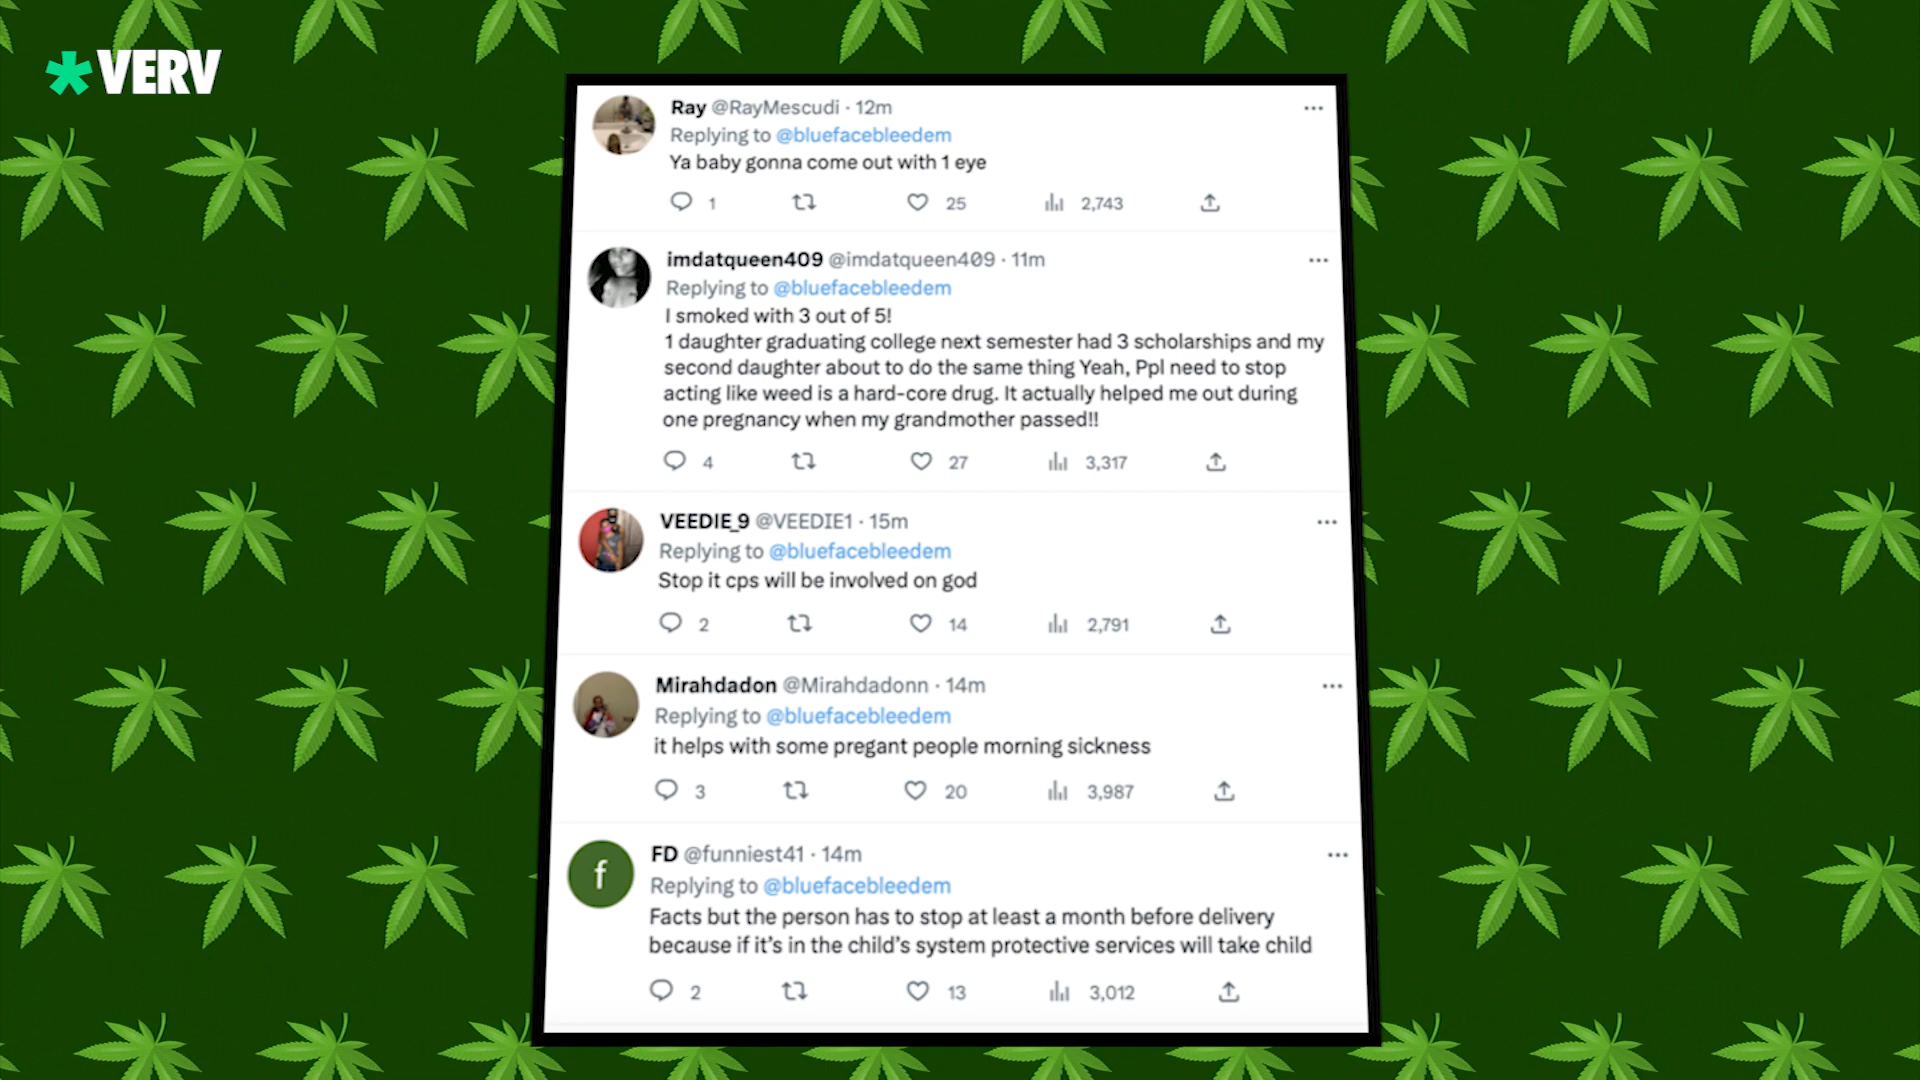 *VERV
Ray @RayMescudi · 12m
Replying to @bluefacebleedem
Ya baby gonna come out with 1 eye
1 25 2,743
imdatqueen409 @imdatqueen409 · 11m
Replying to @bluefacebleedem
I smoked with 3 out of 5!
1 daughter graduating college next semester had 3 scholarships and my
second daughter about to do the same thing Yeah, Ppl need to stop
acting like weed is a hard-core drug. It actually helped me out during
one pregnancy when my grandmother passed!!
4 27 3,317
VEEDIE_9 @VEEDIE1 · 15m
Replying to @bluefacebleedem
Stop it cps will be involved on god
2 14 2,791
Mirahdadon @Mirahdadonn · 14m
Replying to @bluefacebleedem
it helps with some pregant people morning sickness
3 20 3,987
f
FD @funniest41 · 14m
Replying to @bluefacebleedem
Facts but the person has to stop at least a month before delivery
because if it's in the child's system protective services will take child
2 13 3,012